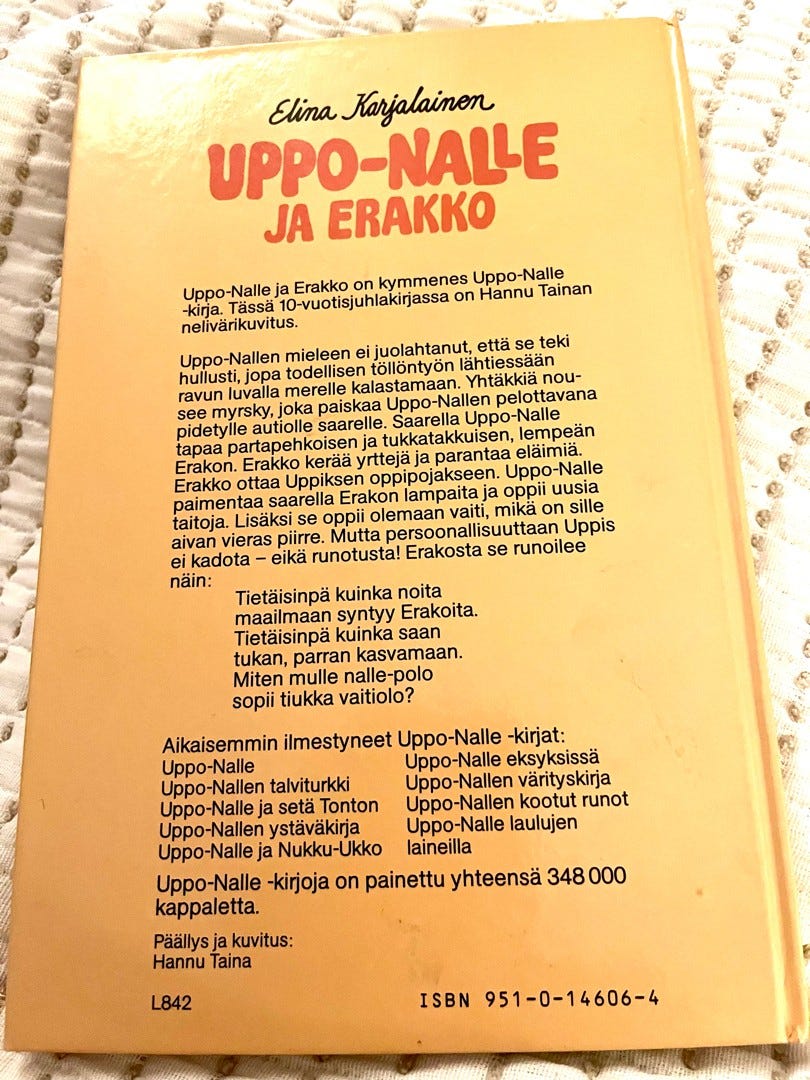 Elina Karjalainen
UPPO-NALLE
JA ERAKKO
Uppo-Nalle ja Erakko on kymmenes Uppo-Nalle
-kirja. Tässä 10-vuotisjuhlakirjassa on Hannu Tainan
nelivärikuvitus.
Uppo-Nallen mieleen ei juolahtanut, että se teki
hullusti, jopa todellisen töllöntyön lähtiessään
ravun luvalla merelle kalastamaan. Yhtäkkiä nou-
see myrsky, joka paiskaa Uppo-Nallen pelottavana
pidetylle autiolle saarelle. Saarella Uppo-Nalle
tapaa partapehkoisen ja tukkatakkuisen, lempeän
Erakon. Erakko kerää yrttejä ja parantaa eläimiä.
Erakko ottaa Uppiksen oppipojakseen. Uppo-Nalle
paimentaa saarella Erakon lampaita ja oppii uusia
taitoja. Lisäksi se oppii olemaan vaiti, mikä on sille
aivan vieras piirre. Mutta persoonallisuuttaan Uppis
ei kadota – eikä runotusta! Erakosta se runoilee
näin:
Tietäisinpä kuinka noita
maailmaan syntyy Erakoita.
Tietäisinpä kuinka saan
tukan, parran kasvamaan.
Miten mulle nalle-polo
sopii tiukka vaitiolo?
Aikaisemmin ilmestyneet Uppo-Nalle -kirjat:
Uppo-Nalle
Uppo-Nallen talviturkki
Uppo-Nalle ja setä Tonton
Uppo-Nallen ystäväkirja
Uppo-Nalle ja Nukku-Ukko
Uppo-Nalle eksyksissä
Uppo-Nallen värityskirja
Uppo-Nallen kootut runot
Uppo-Nalle laulujen
laineilla
Uppo-Nalle -kirjoja on painettu yhteensä 348 000
kappaletta.
Päällys ja kuvitus:
Hannu Taina
L842
ISBN 951-0-14606-4